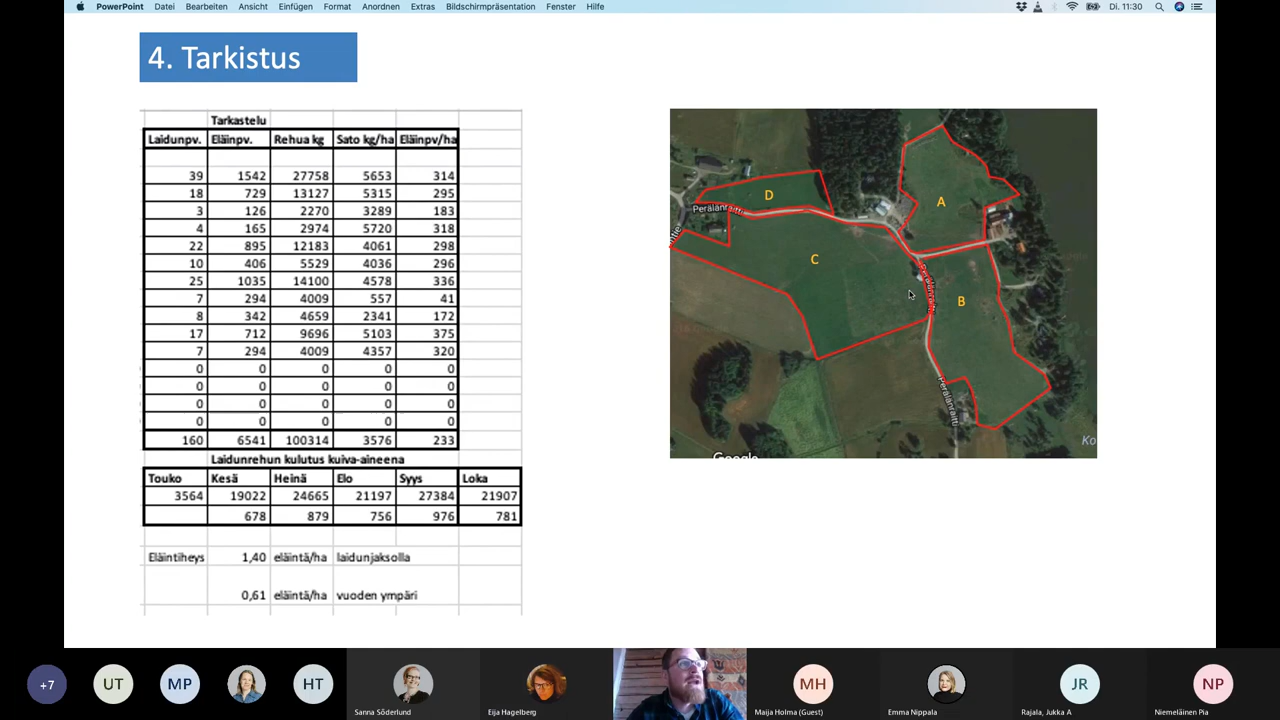 PowerPoint Datei Bearbeiten Ansicht Einfügen Format Anordnen Extras Bildschirmpräsentation Fenster Hilfe Di. 11:30
4. Tarkistus
Tarkastelu
Laidunpv. Eläinpv. Rehua kg Sato kg/ha Eläinpv/ha
39 1542 27758 5653 314
18 729 13127 5315 295
3 126 2270 3289 183
4 165 2974 5720 318
22 895 12183 4061 298
10 406 5529 4036 296
25 1035 14100 4578 336
7 294 4009 557 41
8 342 4659 2341 172
17 712 9696 5103 375
7 294 4009 4357 320
0 0 0 0 0
0 0 0 0 0
0 0 0 0 0
0 0 0 0 0
160 6541 100314 3576 233
Laidunrehun kulutus kuiva-aineena
Touko Kesä Heinä Elo Syys Loka
3564 19022 24665 21197 27384 21907
678 879 756 976 781
Eläintiheys 1,40 eläintä/ha laidunjaksolla
0,61 eläintä/ha vuoden ympäri
D
A
Perälänraitti
C
Perälänraitti
B
Perälänraitti
Ko
Google
+7 UT MP HT MH JR NP
Sanna Söderlund Eija Hagelberg Maija Holma (Guest) Emma Nippala Rajala, Jukka A Niemeläinen Pia